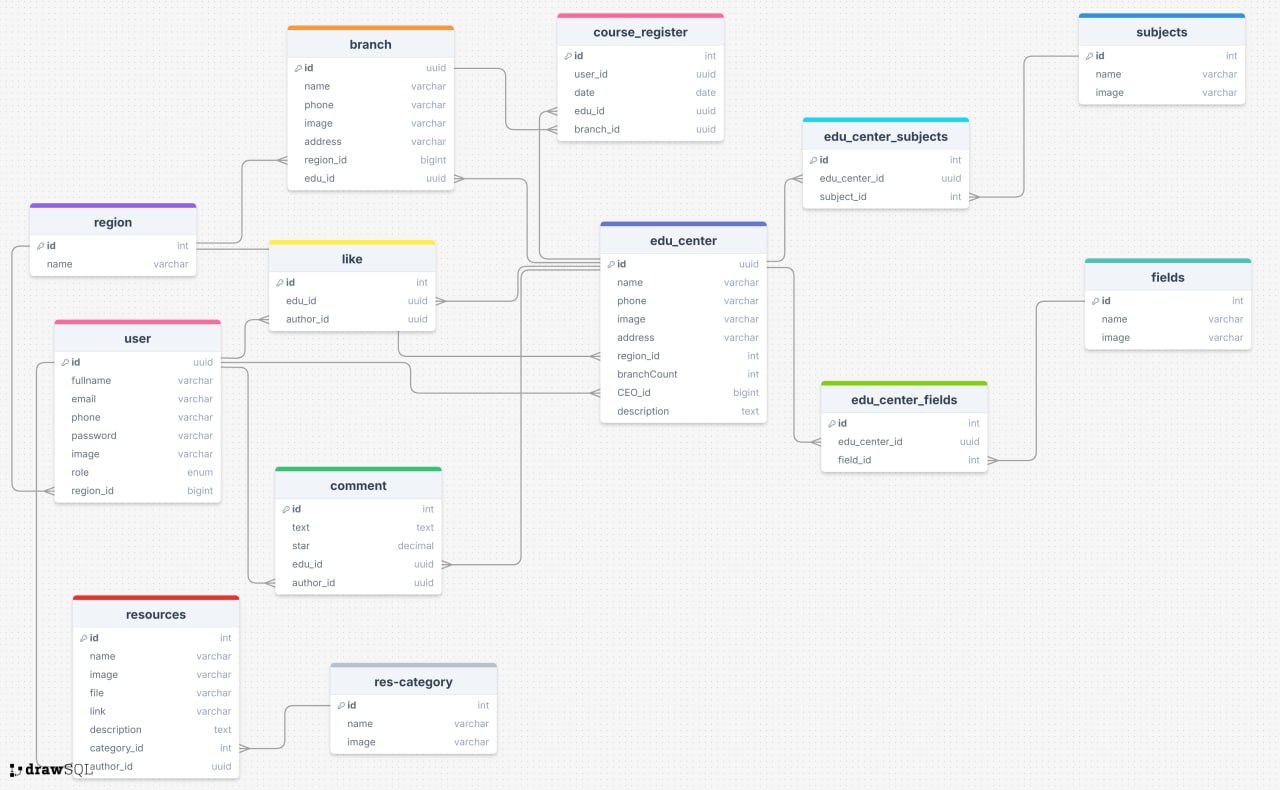 branch
id uuid
name varchar
phone varchar
image varchar
address varchar
region_id bigint
edu_id uuid
course_register
id int
user_id uuid
date date
edu_id uuid
branch_id uuid
subjects
id int
name varchar
image varchar
edu_center_subjects
id int
edu_center_id uuid
subject_id int
region
id int
name varchar
like
id int
edu_id uuid
author_id uuid
edu_center
id uuid
name varchar
phone varchar
image varchar
address varchar
region_id int
branchCount int
CEO_id bigint
description text
fields
id int
name varchar
image varchar
user
id uuid
fullname varchar
email varchar
phone varchar
password varchar
image varchar
role enum
region_id bigint
edu_center_fields
id int
edu_center_id uuid
field_id int
comment
id int
text text
star decimal
edu_id uuid
author_id uuid
resources
id int
name varchar
image varchar
file varchar
link varchar
description text
category_id int
author_id uuid
res-category
id int
name varchar
image varchar
drawSQL